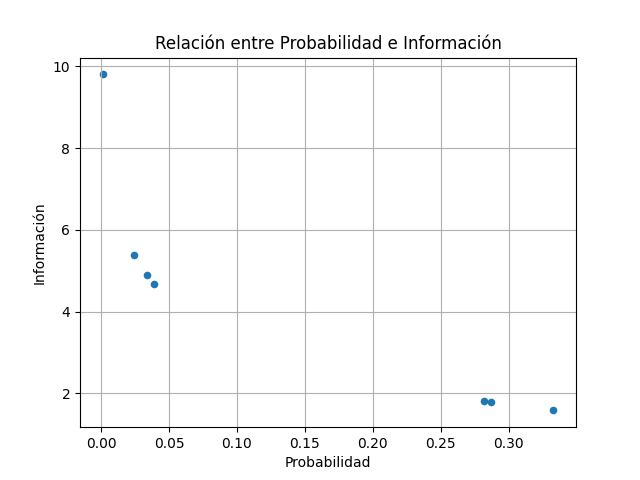 Relación entre Probabilidad e Información
10
8
6
4
2
Información
0.00 0.05 0.10 0.15 0.20 0.25 0.30
Probabilidad